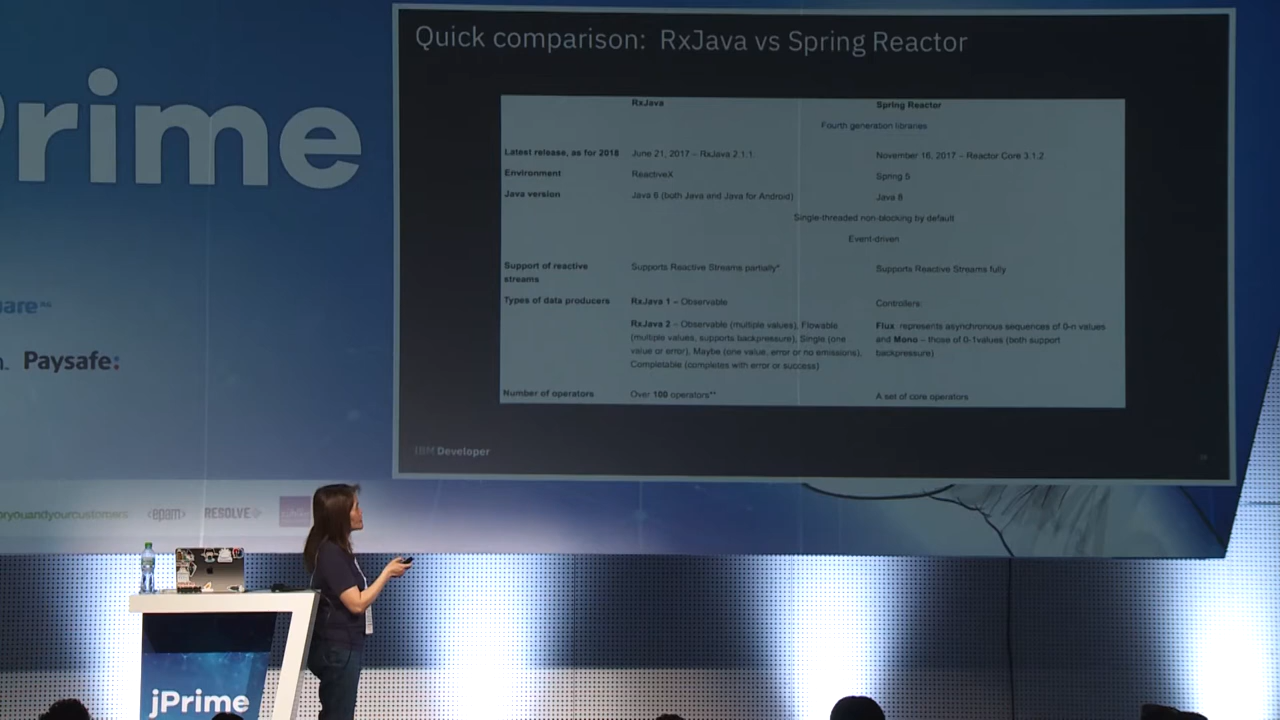 Quick comparison: RxJava vs Spring Reactor
RxJava Spring Reactor
Fourth generation libraries
Latest release, as for 2018 June 21, 2017 – RxJava 2.1.1. November 16, 2017 – Reactor Core 3.1.2
Environment ReactiveX Spring 5
Java version Java 6 (both Java and Java for Android) Java 8
Single-threaded non-blocking by default
Event-driven
Support of reactive streams Supports Reactive Streams partially* Supports Reactive Streams fully
Types of data producers RxJava 1 – Observable Controllers:
RxJava 2 – Observable (multiple values), Flowable
(multiple values, supports backpressure), Single (one
value or error), Maybe (one value, error or no emissions),
Completable (completes with error or success)
Flux represents asynchronous sequences of 0-n values
and Mono – those of 0-1values (both support
backpressure)
Number of operators Over 100 operators** A set of core operators
IBM Developer
Prime
are
Paysafe:
oryouandyourcustomers
<epam>
RESOLVE
jPrime